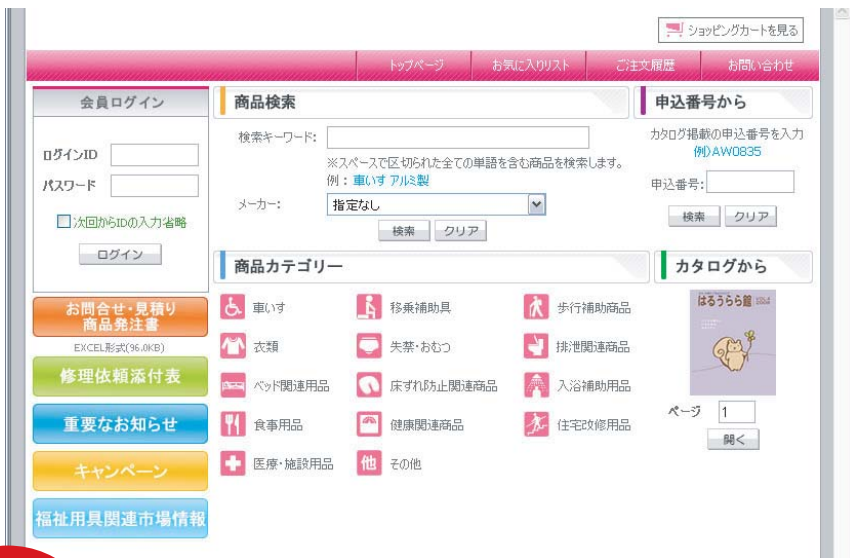 ショッピングカートを見る
トップページ お気に入りリスト ご注文履歴 お問い合わせ
会員ログイン
ログインID
パスワード
次回からIDの入力省略
ログイン
お問合せ・見積り
商品発注書
EXCEL形式(96.0KB)
修理依頼添付表
重要なお知らせ
キャンペーン
福祉用具関連市場情報
商品検索
検索キーワード:
※スペースで区切られた全ての単語を含む商品を検索します。
例：車いす アルミ製
メーカー: 指定なし
検索 クリア
商品カテゴリー
車いす 移乗補助具 歩行補助商品
衣類 失禁・おむつ 排泄関連商品
ベッド関連用品 床ずれ防止関連商品 入浴補助用品
食事用品 健康関連商品 住宅改修用品
医療・施設用品 他 その他
申込番号から
カタログ掲載の申込番号を入力
例)AW0835
申込番号:
検索 クリア
カタログから
はるうらら館
ページ 1
開く